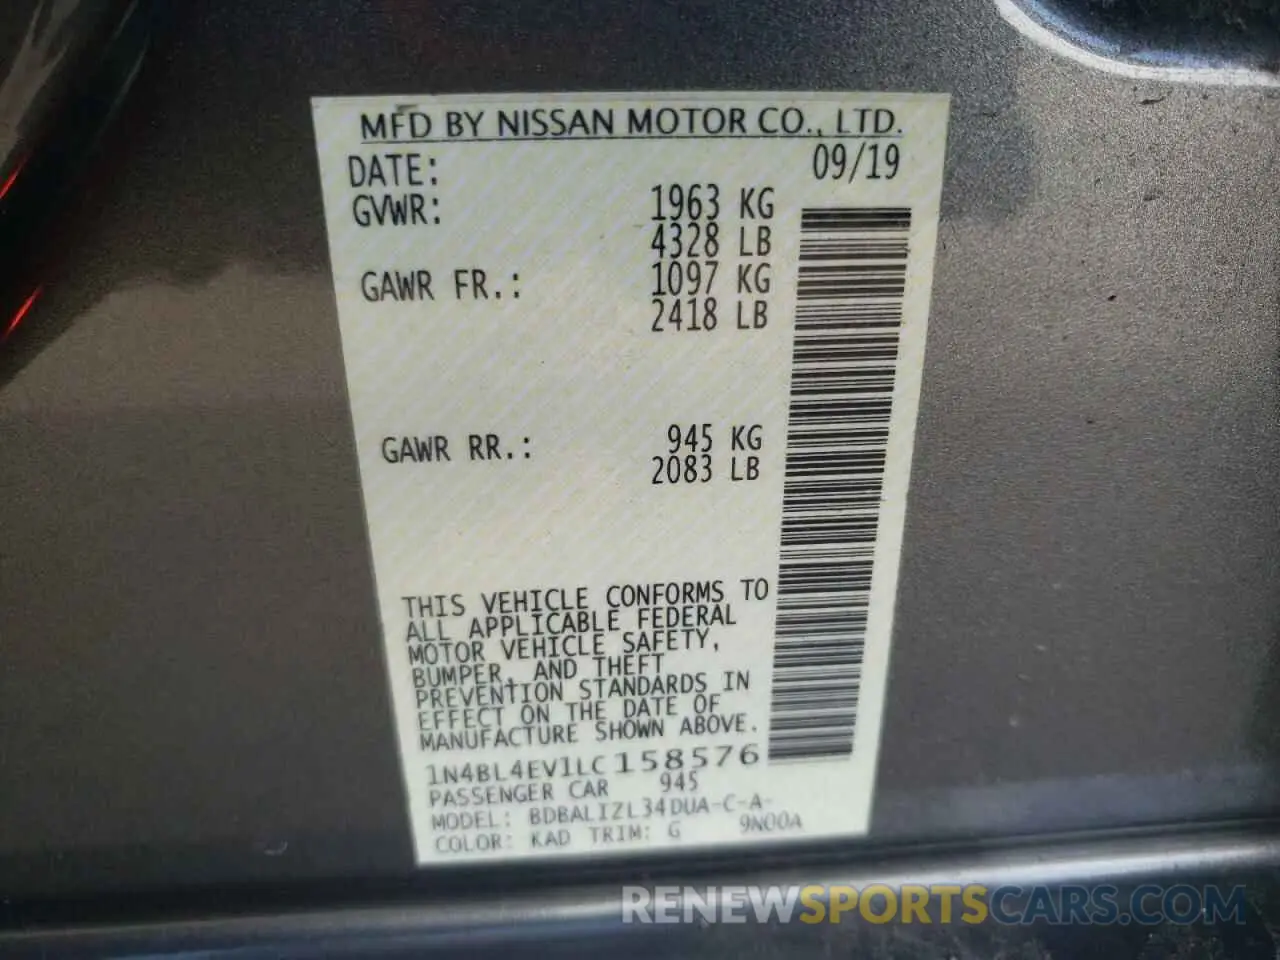 MFD BY NISSAN MOTOR CO., LTD.
DATE: 09/19
GVWR: 1963 KG
4328 LB
GAWR FR.: 1097 KG
2418 LB
GAWR RR.: 945 KG
2083 LB
THIS VEHICLE CONFORMS TO
ALL APPLICABLE FEDERAL
MOTOR VEHICLE SAFETY,
BUMPER, AND THEFT
PREVENTION STANDARDS IN
EFFECT ON THE DATE OF
MANUFACTURE SHOWN ABOVE.
1N4BL4EV1LC158576
PASSENGER CAR 945
MODEL: BDBALIZL34DUA-C-A-
COLOR: KAD TRIM: G 9N00A
RENEWSPORTSCARS.COM